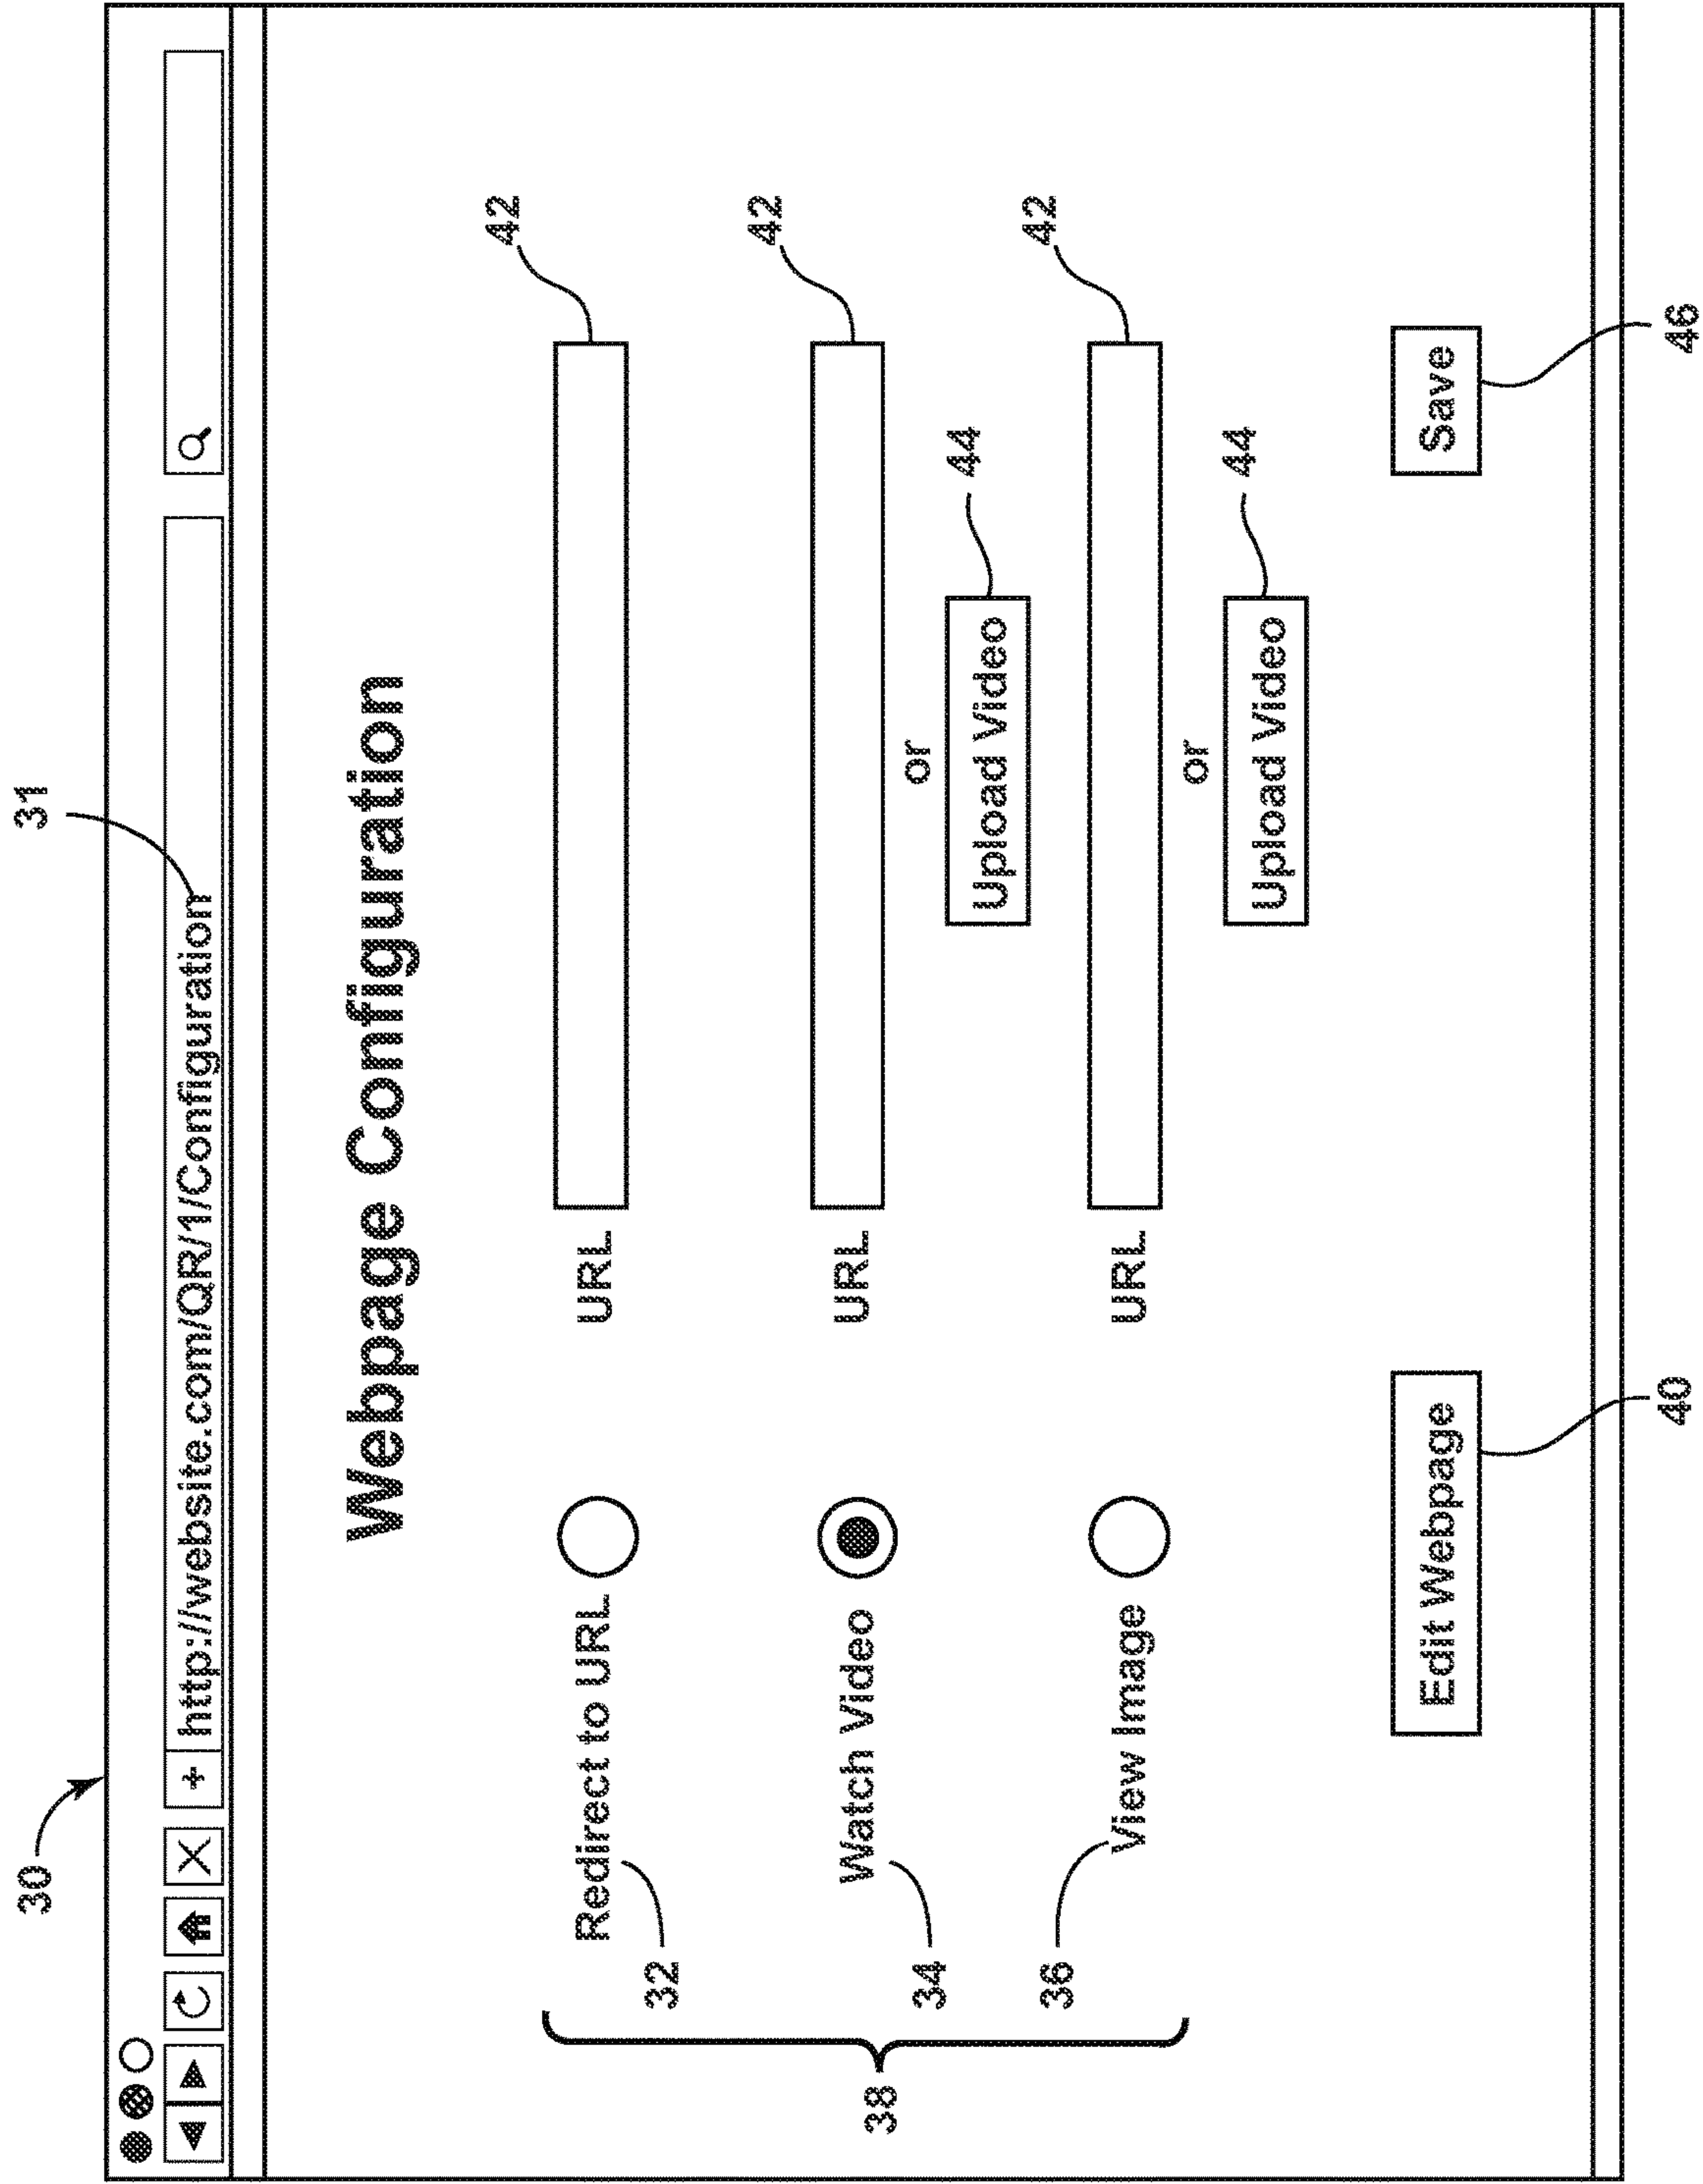 30
31
+ http://website.com/QR/1/Configuration
Webpage Configuration
Redirect to URL
URL
42
32
Watch Video
URL
42
34
or
Upload Video
44
38
View Image
URL
42
36
or
Upload Video
44
Edit Webpage
Save
40
46